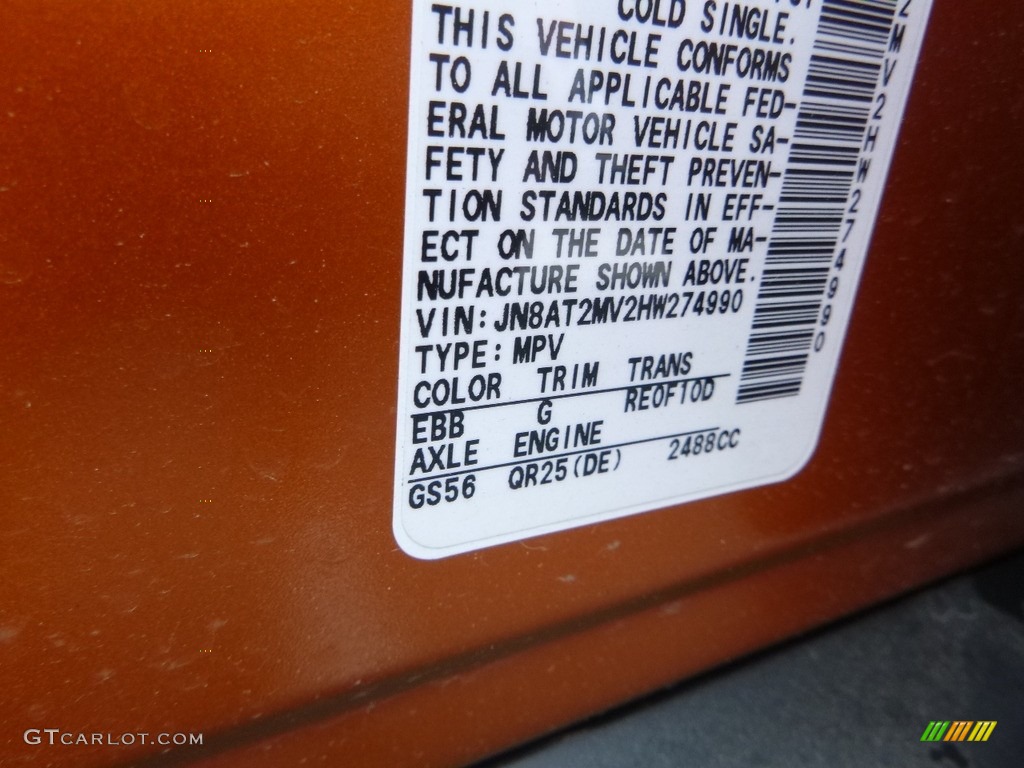 COLD SINGLE.
THIS VEHICLE CONFORMS
TO ALL APPLICABLE FED-
ERAL MOTOR VEHICLE SA-
FETY AND THEFT PREVEN-
TION STANDARDS IN EFF-
ECT ON THE DATE OF MA-
NUFACTURE SHOWN ABOVE.
VIN:JN8AT2MV2HW274990
TYPE:MPV
COLOR TRIM TRANS
EBB G RE0F10D
AXLE ENGINE
GS56 QR25(DE) 2488CC
2MV2HW274990
GTCARLOT.COM